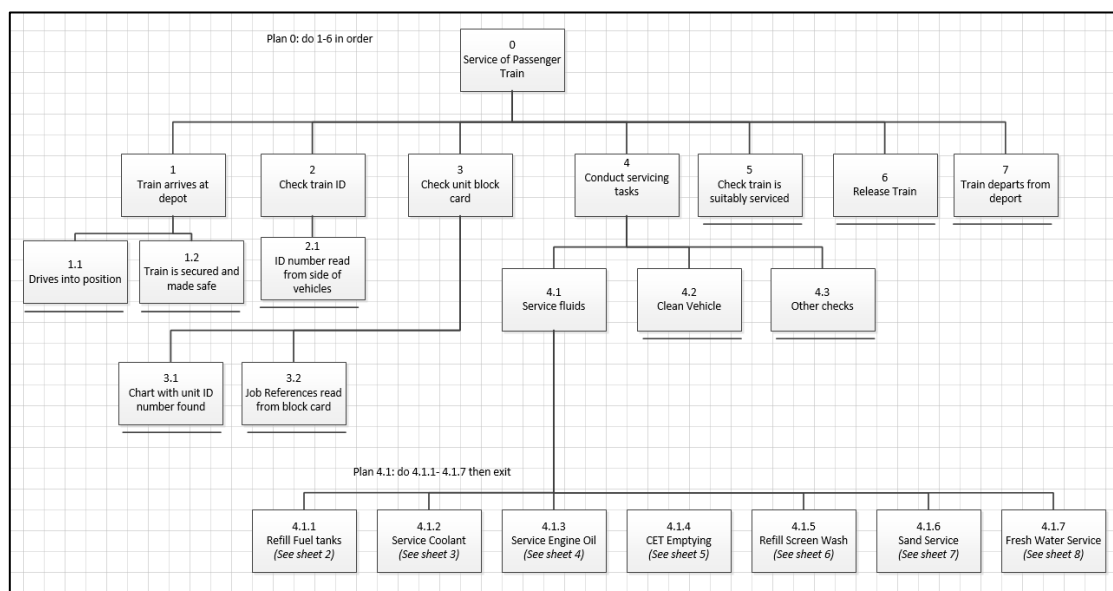 Plan 0: do 1-6 in order
0
Service of Passenger
Train
1
Train arrives at
depot
2
Check train ID
3
Check unit block
card
4
Conduct servicing
tasks
5
Check train is
suitably serviced
6
Release Train
7
Train departs from
deport
1.1
Drives into position
1.2
Train is secured and
made safe
2.1
ID number read
from side of
vehicles
4.1
Service fluids
4.2
Clean Vehicle
4.3
Other checks
3.1
Chart with unit ID
number found
3.2
Job References read
from block card
Plan 4.1: do 4.1.1- 4.1.7 then exit
4.1.1
Refill Fuel tanks
(See sheet 2)
4.1.2
Service Coolant
(See sheet 3)
4.1.3
Service Engine Oil
(See sheet 4)
4.1.4
CET Emptying
(See sheet 5)
4.1.5
Refill Screen Wash
(See sheet 6)
4.1.6
Sand Service
(See sheet 7)
4.1.7
Fresh Water Service
(See sheet 8)